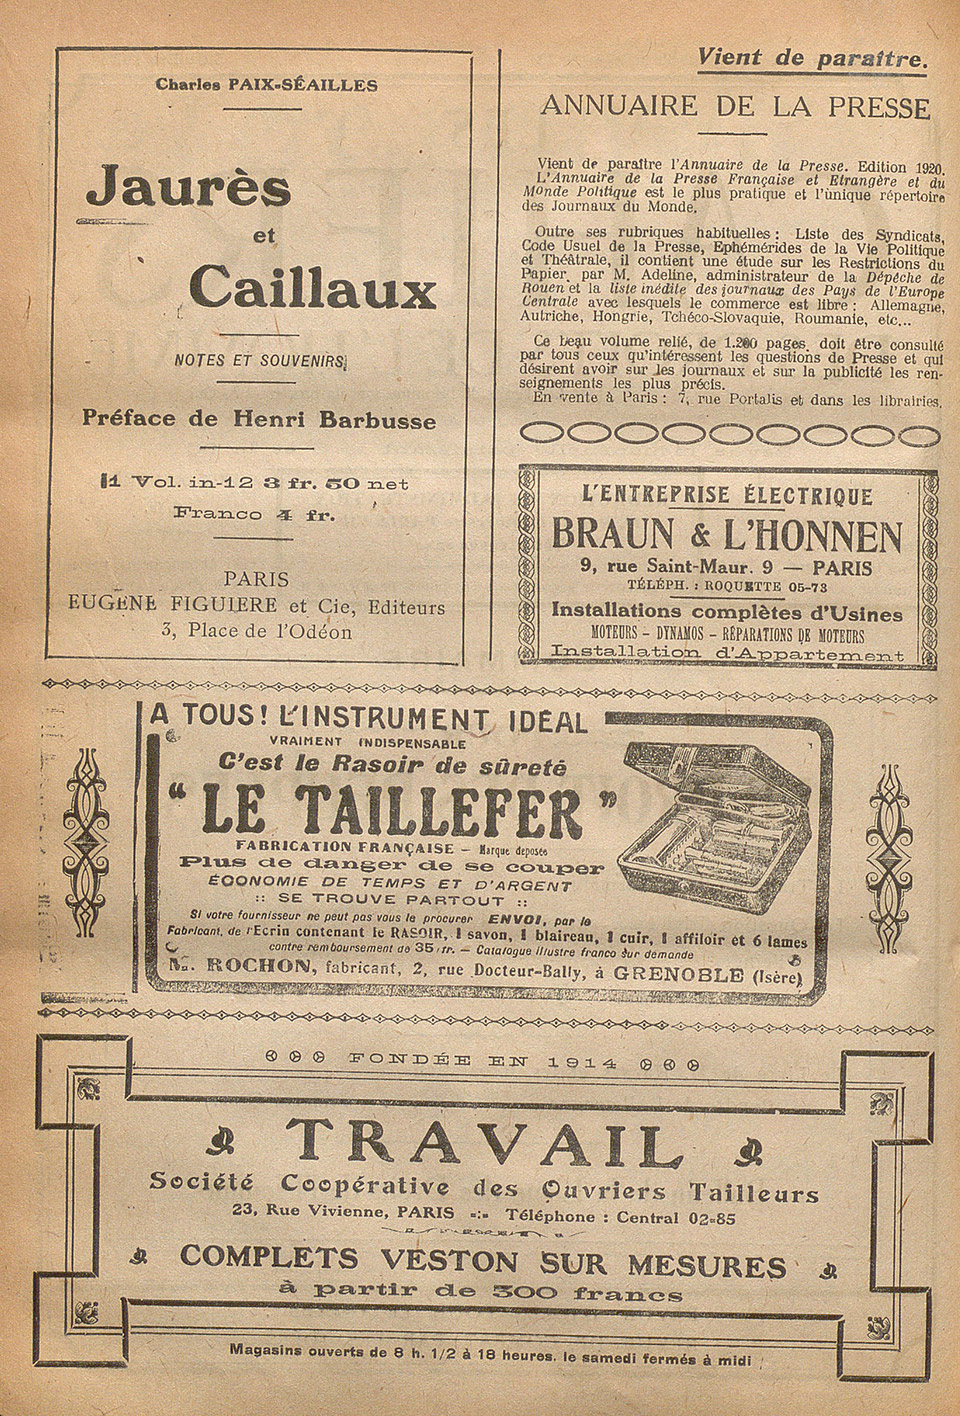 Charles PAIX-SÉAILLES
Jaurès
et
Caillaux
NOTES ET SOUVENIRS
Préface de Henri Barbusse
1 Vol. in-12 3 fr. 50 net
Franco 4 fr.
PARIS
EUGÈNE FIGUIERE et Cie, Editeurs
3, Place de l'Odéon
Vient de paraître.
ANNUAIRE DE LA PRESSE
Vient de paraître l'Annuaire de la Presse. Edition 1920.
L'Annuaire de la Presse Française et Etrangère et du
Monde Politique est le plus pratique et l'unique répertoire
des Journaux du Monde.
Outre ses rubriques habituelles : Liste des Syndicats,
Code Usuel de la Presse, Ephémérides de la Vie Politique
et Théâtrale, il contient une étude sur les Restrictions du
Papier par M. Adeline, administrateur de la Dépêche de
Rouen et la liste inédite des journaux des Pays de l'Europe
Centrale avec lesquels le commerce est libre : Allemagne,
Autriche, Hongrie, Tchéco-Slovaquie, Roumanie, etc...
Ce beau volume relié, de 1.200 pages, doit être consulté
par tous ceux qu'intéressent les questions de Presse et qui
désirent avoir sur les journaux et sur la publicité les ren-
seignements les plus précis.
En vente à Paris : 7, rue Portalis et dans les librairies.
L'ENTREPRISE ÉLECTRIQUE
BRAUN & L'HONNEN
9, rue Saint-Maur. 9 — PARIS
TÉLÉPH. : ROQUETTE 05-73
Installations complètes d'Usines
MOTEURS - DYNAMOS - RÉPARATIONS DE MOTEURS
Installation d'Appartement
A TOUS! L'INSTRUMENT IDÉAL
VRAIMENT INDISPENSABLE
C'est le Rasoir de sûreté
"LE TAILLEFER"
FABRICATION FRANÇAISE - Marque déposée
Plus de danger de se couper
ÉCONOMIE DE TEMPS ET D'ARGENT
:: SE TROUVE PARTOUT ::
Si votre fournisseur ne peut pas vous le procurer ENVOI, par le
Fabricant, de l'Ecrin contenant le RASOIR, 1 savon, 1 blaireau, 1 cuir, 1 affiloir et 6 lames
contre remboursement de 35 fr. — Catalogue illustre franco sur demande
M. ROCHON, fabricant, 2, rue Docteur-Bally, à GRENOBLE (Isère)
FONDÉE EN 1914
TRAVAIL
Société Coopérative des Ouvriers Tailleurs
23, Rue Vivienne, PARIS -:- Téléphone : Central 02-85
COMPLETS VESTON SUR MESURES
à partir de 300 francs
Magasins ouverts de 8 h. 1/2 à 18 heures. le samedi fermés à midi